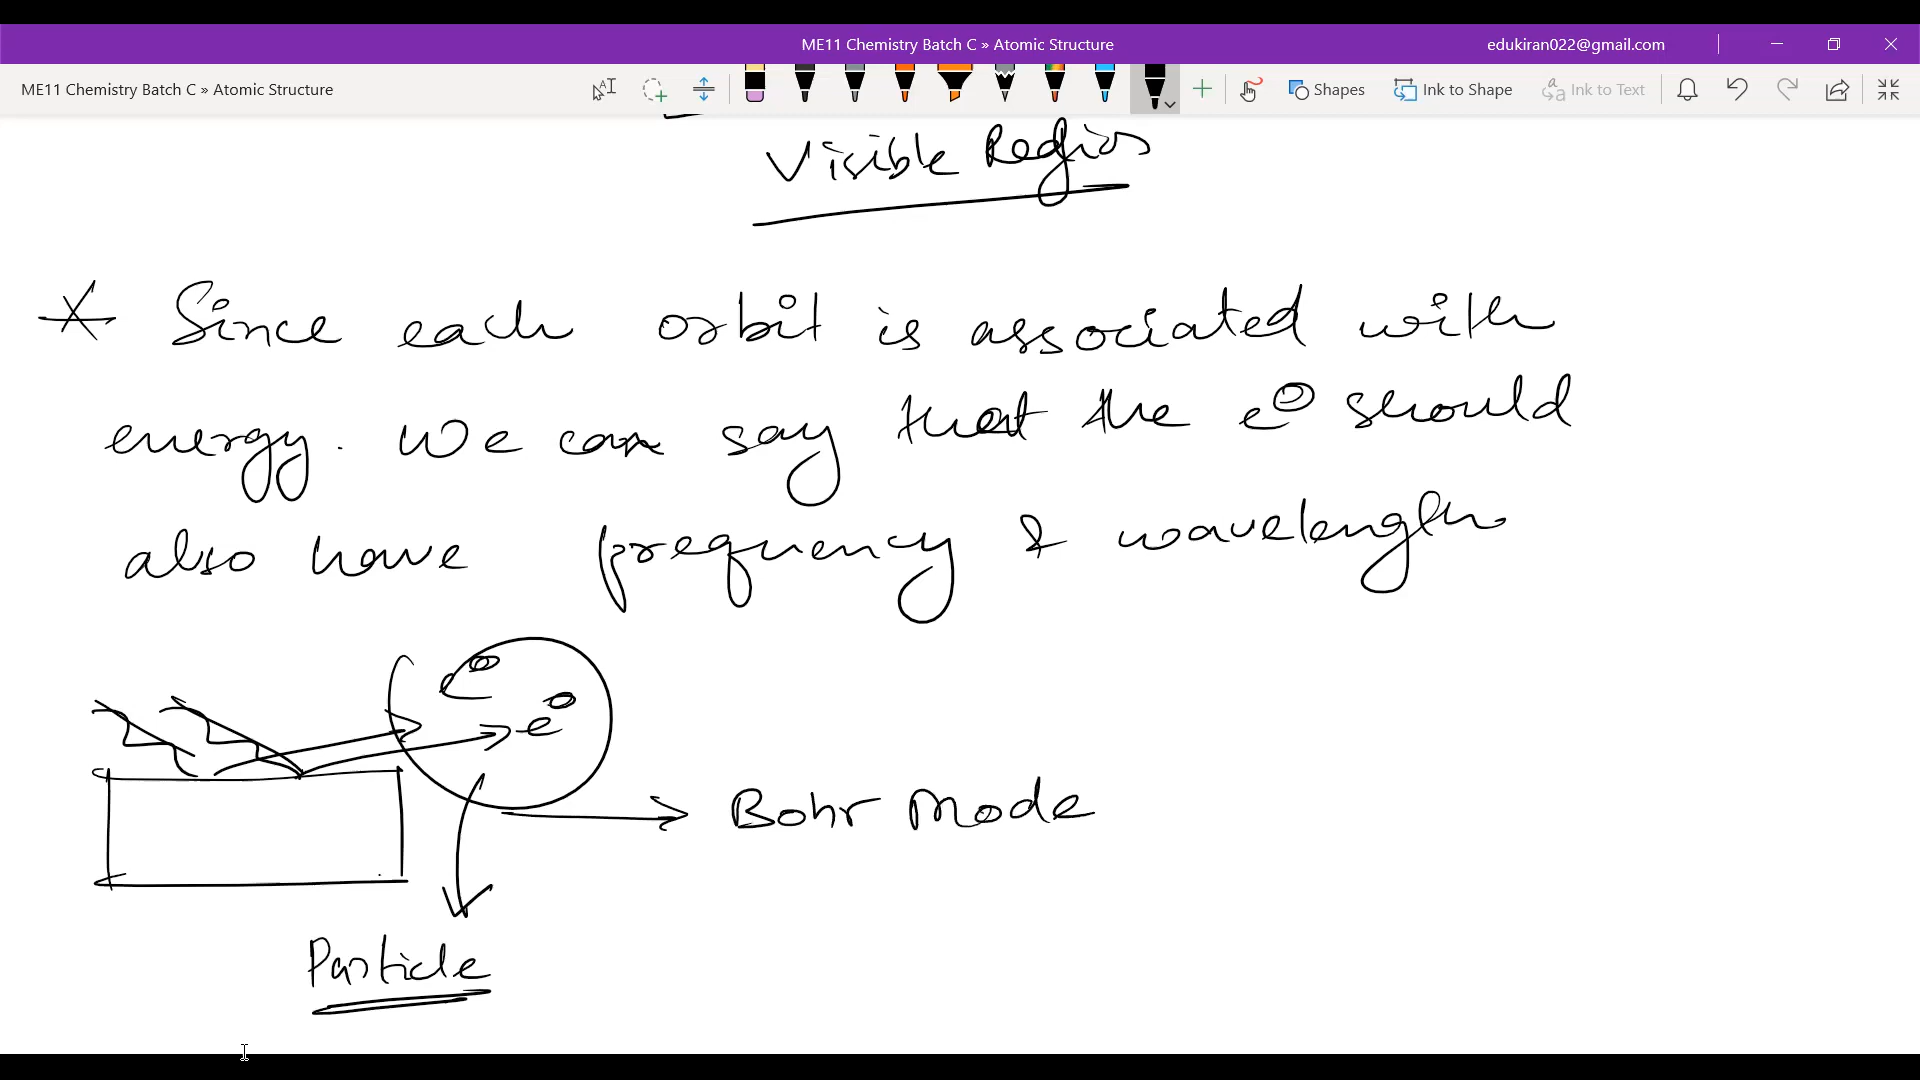 ME11 Chemistry Batch C » Atomic Structure
edukiran022@gmail.com
ME11 Chemistry Batch C » Atomic Structure
Shapes
Ink to Shape
Ink to Text
Visible Region
* Since each orbit is associated with
energy. We can say that the e⊖ should
also have frequency & wavelength
e⊖
e⊖
Bohr Mode
Particle